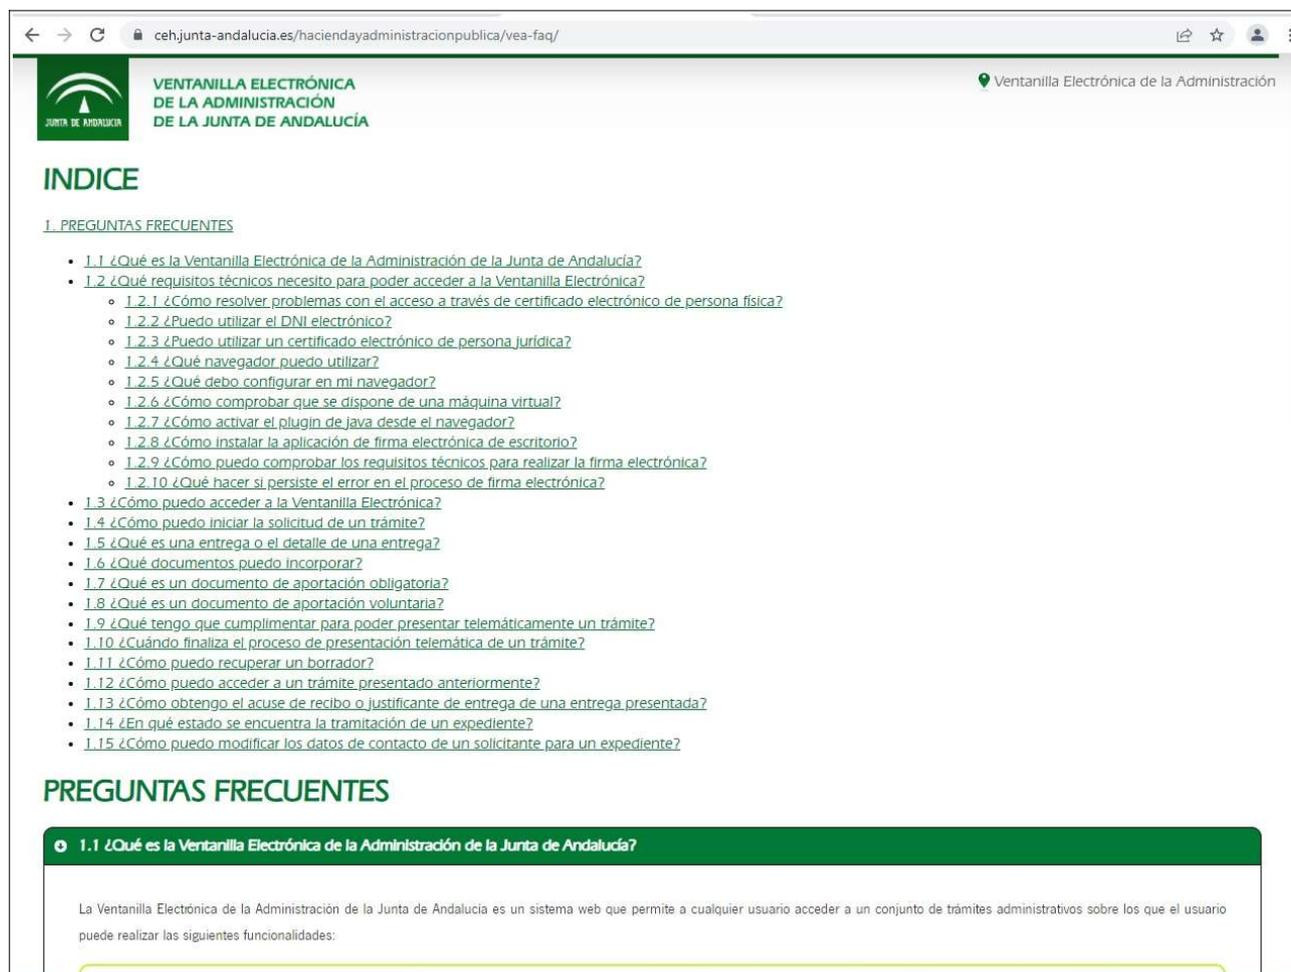 ceh.junta-andalucia.es/haciendayadministracionpublica/vea-faq/
JUNTA DE ANDALUCIA
VENTANILLA ELECTRÓNICA
DE LA ADMINISTRACIÓN
DE LA JUNTA DE ANDALUCÍA
Ventanilla Electrónica de la Administración
INDICE
1. PREGUNTAS FRECUENTES
1.1 ¿Qué es la Ventanilla Electrónica de la Administración de la Junta de Andalucía?
1.2 ¿Qué requisitos técnicos necesito para poder acceder a la Ventanilla Electrónica?
1.2.1 ¿Cómo resolver problemas con el acceso a través de certificado electrónico de persona física?
1.2.2 ¿Puedo utilizar el DNI electrónico?
1.2.3 ¿Puedo utilizar un certificado electrónico de persona jurídica?
1.2.4 ¿Qué navegador puedo utilizar?
1.2.5 ¿Qué debo configurar en mi navegador?
1.2.6 ¿Cómo comprobar que se dispone de una máquina virtual?
1.2.7 ¿Cómo activar el plugin de java desde el navegador?
1.2.8 ¿Cómo instalar la aplicación de firma electrónica de escritorio?
1.2.9 ¿Cómo puedo comprobar los requisitos técnicos para realizar la firma electrónica?
1.2.10 ¿Qué hacer si persiste el error en el proceso de firma electrónica?
1.3 ¿Cómo puedo acceder a la Ventanilla Electrónica?
1.4 ¿Cómo puedo iniciar la solicitud de un trámite?
1.5 ¿Qué es una entrega o el detalle de una entrega?
1.6 ¿Qué documentos puedo incorporar?
1.7 ¿Qué es un documento de aportación obligatoria?
1.8 ¿Qué es un documento de aportación voluntaria?
1.9 ¿Qué tengo que cumplimentar para poder presentar telemáticamente un trámite?
1.10 ¿Cuándo finaliza el proceso de presentación telemática de un trámite?
1.11 ¿Cómo puedo recuperar un borrador?
1.12 ¿Cómo puedo acceder a un trámite presentado anteriormente?
1.13 ¿Cómo obtengo el acuse de recibo o justificante de entrega de una entrega presentada?
1.14 ¿En qué estado se encuentra la tramitación de un expediente?
1.15 ¿Cómo puedo modificar los datos de contacto de un solicitante para un expediente?
PREGUNTAS FRECUENTES
1.1 ¿Qué es la Ventanilla Electrónica de la Administración de la Junta de Andalucía?
La Ventanilla Electrónica de la Administración de la Junta de Andalucía es un sistema web que permite a cualquier usuario acceder a un conjunto de trámites administrativos sobre los que el usuario
puede realizar las siguientes funcionalidades: